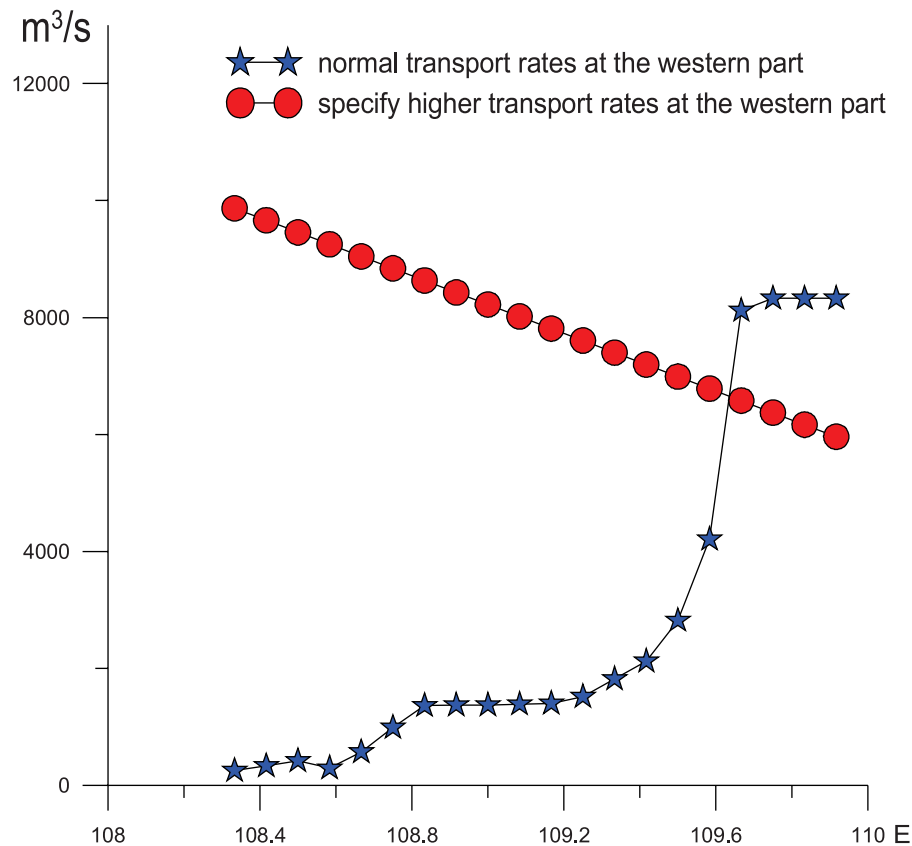 m³/s
normal transport rates at the western part
specify higher transport rates at the western part
12000
8000
4000
0
108 108.4 108.8 109.2 109.6 110 E